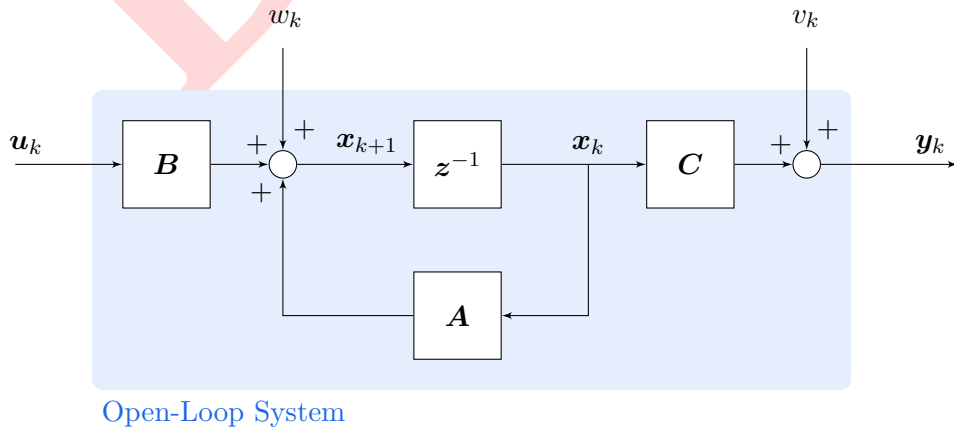 w_k
v_k
u_k
B
+
+
+
x_{k+1}
z^{-1}
x_k
C
+
+
y_k
A
Open-Loop System